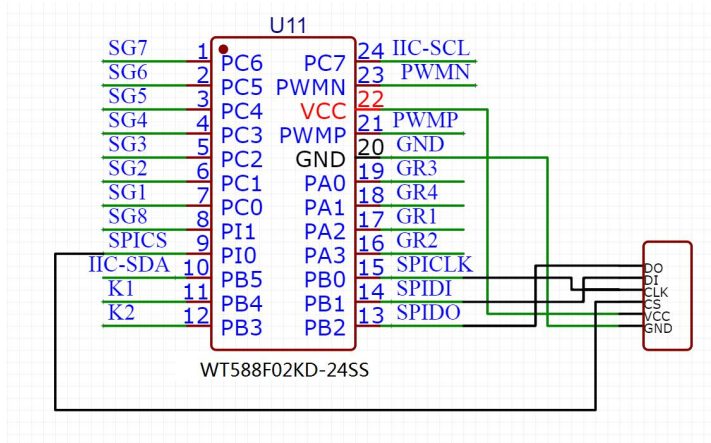 U11
SG7 1 PC6 PC7 24 IIC-SCL
SG6 2 PC5 PWMN 23 PWMN
SG5 3 PC4 VCC 22
SG4 4 PC3 PWMP 21 PWMP
SG3 5 PC2 GND 20 GND
SG2 6 PC1 PA0 19 GR3
SG1 7 PC0 PA1 18 GR4
SG8 8 PI1 PA2 17 GR1
SPICS 9 PI0 PA3 16 GR2
IIC-SDA 10 PB5 PB0 15 SPICLK
K1 11 PB4 PB1 14 SPIDI
K2 12 PB3 PB2 13 SPIDO
WT588F02KD-24SS
DO
DI
CLK
CS
VCC
GND